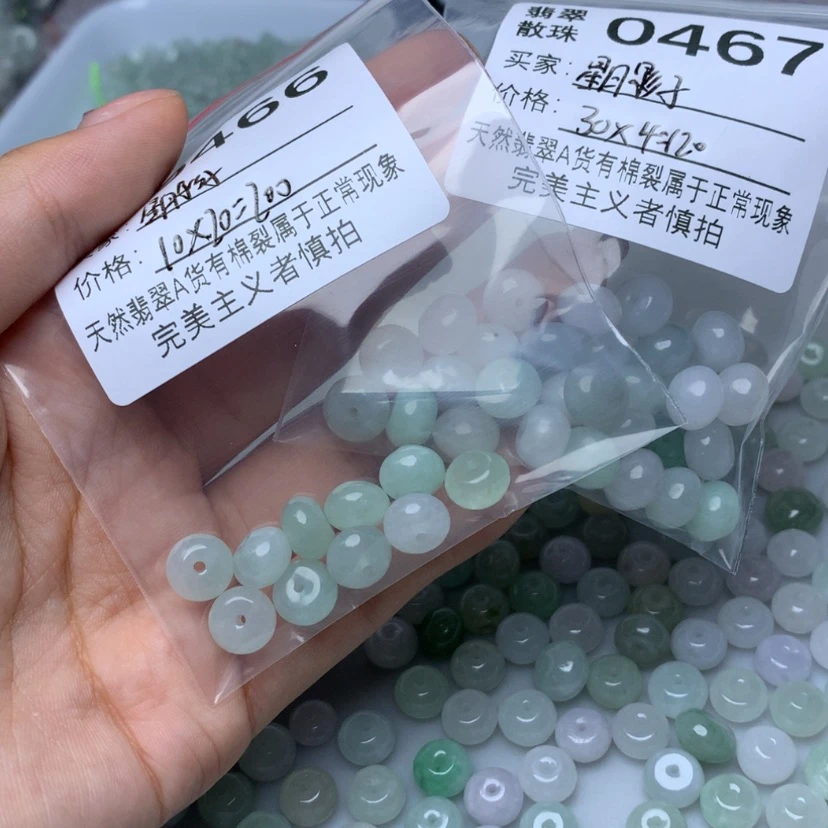 466
价格: 10X20=200
天然翡翠A货有棉裂属于正常现象
完美主义者慎拍
翡翠
散珠 0467
买家:
价格: 30X4=120
天然翡翠A货有棉裂属于正常现象
完美主义者慎拍